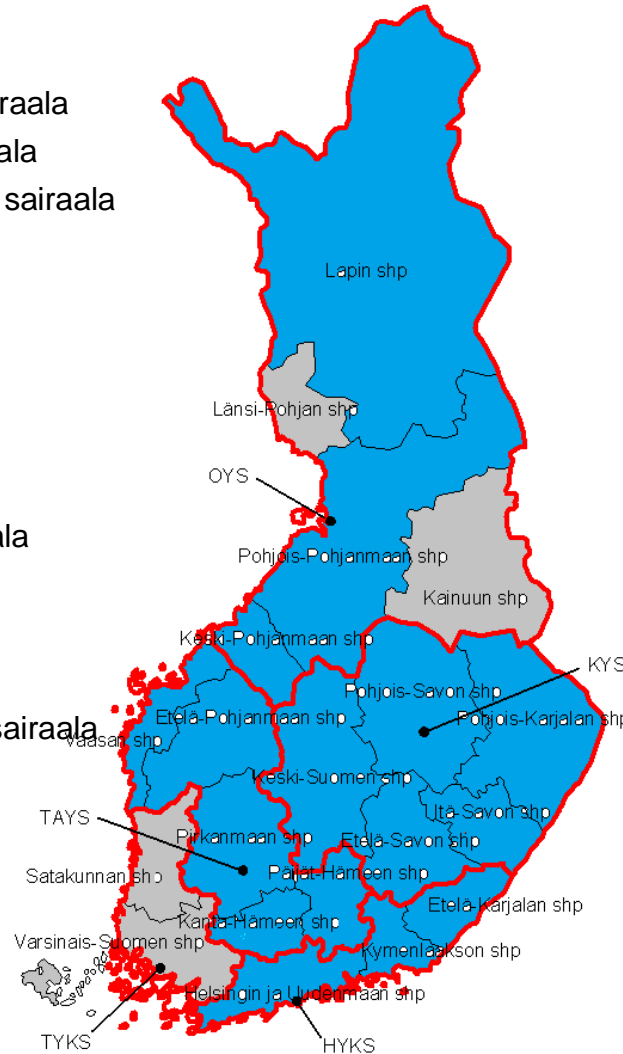 raala
ala
sairaala
Lapin shp
Länsi-Pohjan shp
OYS
ala
Pohjois-Pohjanmaan shp
Kainuun shp
Keski-Pohjanmaan shp
KYS
Pohjois-Savon shp
Etelä-Pohjanmaan shp
Pohjois-Karjalan shp
sairaala
Vaasan shp
Keski-Suomen shp
Itä-Savon shp
TAYS
Pirkanmaan shp
Etelä-Savon shp
Satakunnan shp
Päijät-Hämeen shp
Etelä-Karjalan shp
Kanta-Hämeen shp
Varsinais-Suomen shp
Kymenlaakson shp
Helsingin ja Uudenmaan shp
TYKS
HYKS